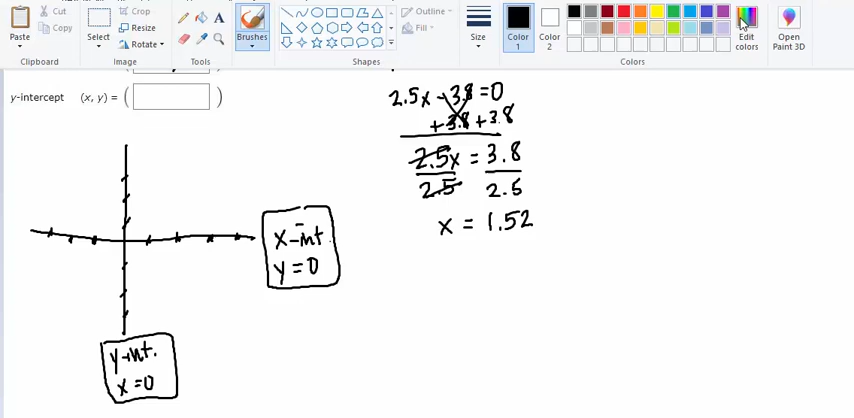 Paste
Cut
Copy
Clipboard
Select
Crop
Resize
Rotate
Image
A
Tools
Brushes
Outline
Fill
Shapes
Size
Color
1
Color
2
Edit
colors
Colors
Open
Paint 3D
y-intercept (x, y) = ( )
2.5x - 3.8 = 0
+3.8 +3.8
2.5x = 3.8
2.5 2.5
x = 1.52
x-int.
y = 0
y-int.
x = 0